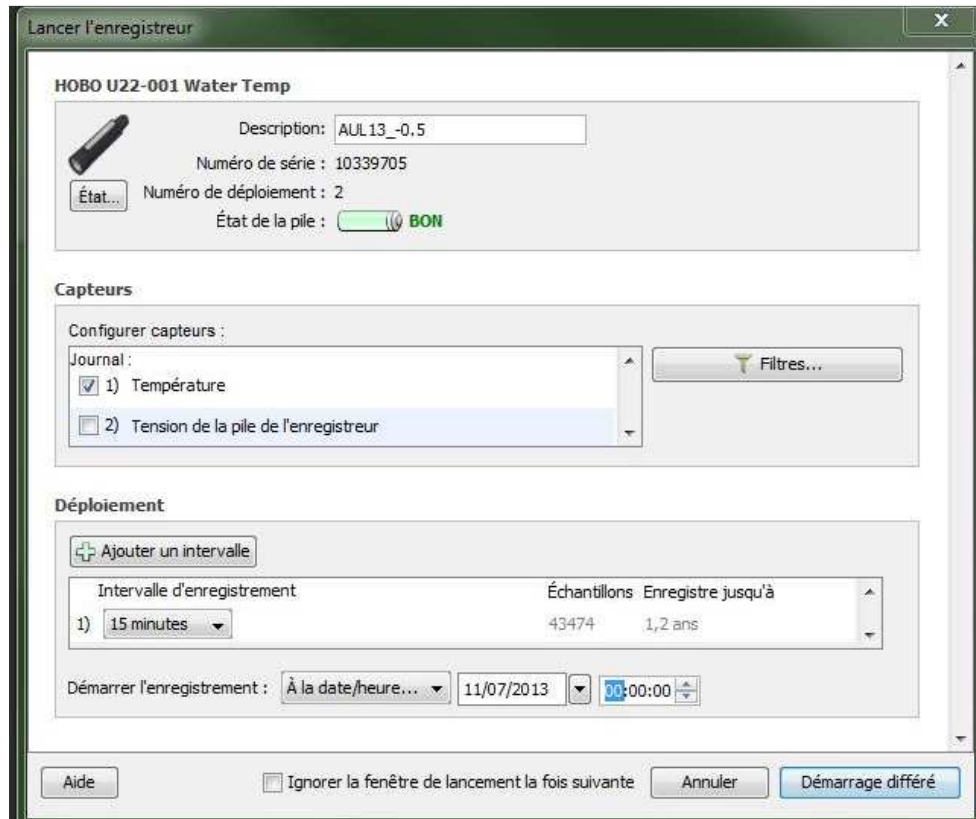 Lancer l'enregistreur
x
HOBO U22-001 Water Temp
Description: AUL13_-0.5
Numéro de série : 10339705
État...
Numéro de déploiement : 2
État de la pile : BON
Capteurs
Configurer capteurs :
Journal :
1) Température
Filtres...
2) Tension de la pile de l'enregistreur
Déploiement
Ajouter un intervalle
Intervalle d'enregistrement Échantillons Enregistre jusqu'à
1) 15 minutes 43474 1,2 ans
Démarrer l'enregistrement : À la date/heure... 11/07/2013 00:00:00
Aide Ignorer la fenêtre de lancement la fois suivante Annuler Démarrage différé